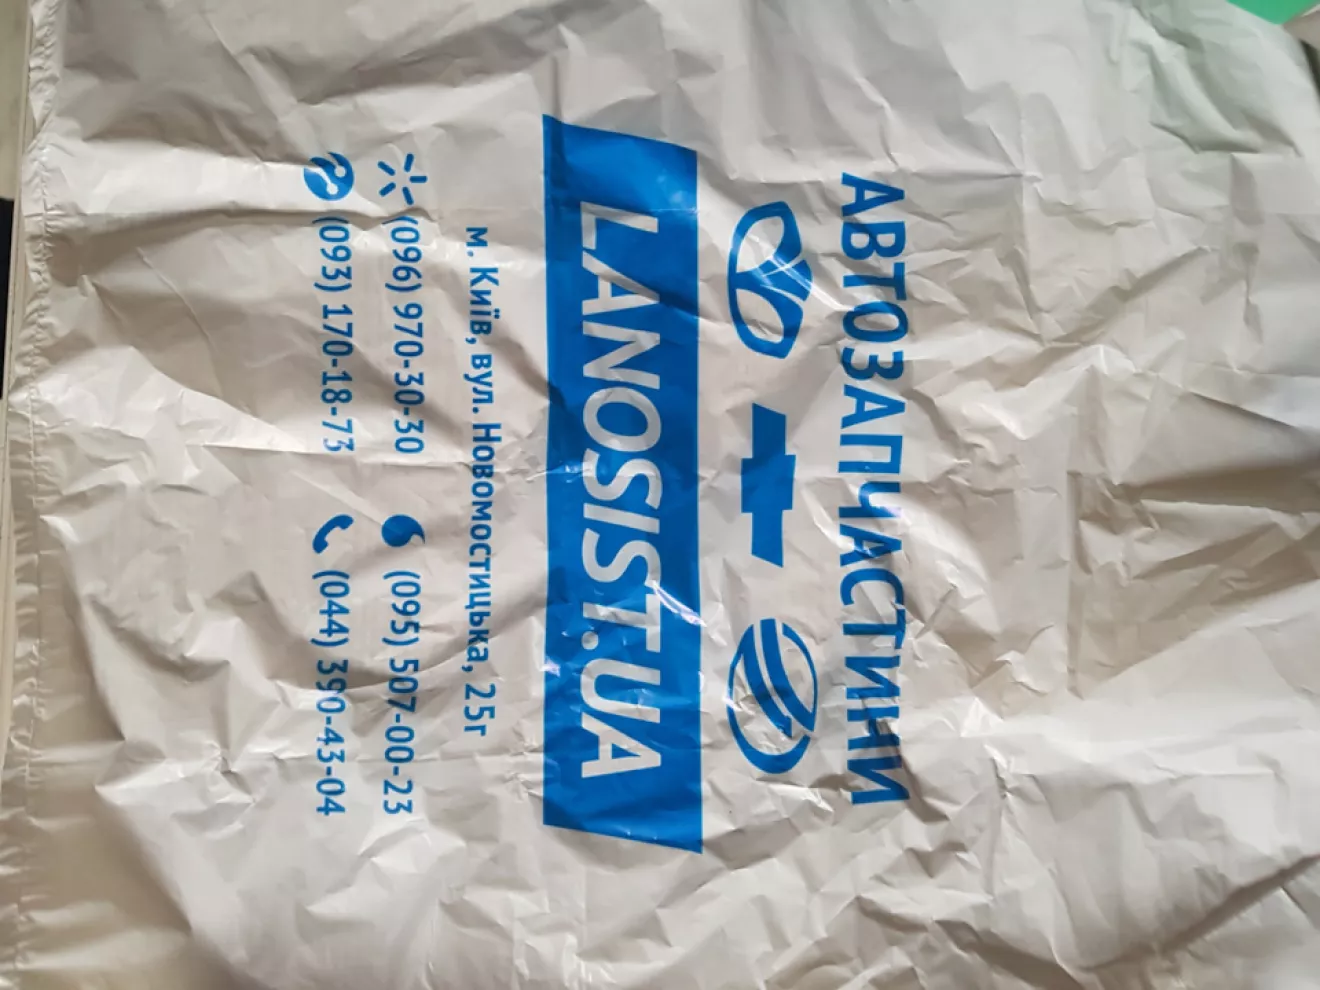 АВТОЗАПЧАСТИНИ
LANOSIST.UA
м. Київ, вул. Новомостицька, 25г
(096) 970-30-30 (095) 507-00-23
(093) 170-18-73 (044) 390-43-04